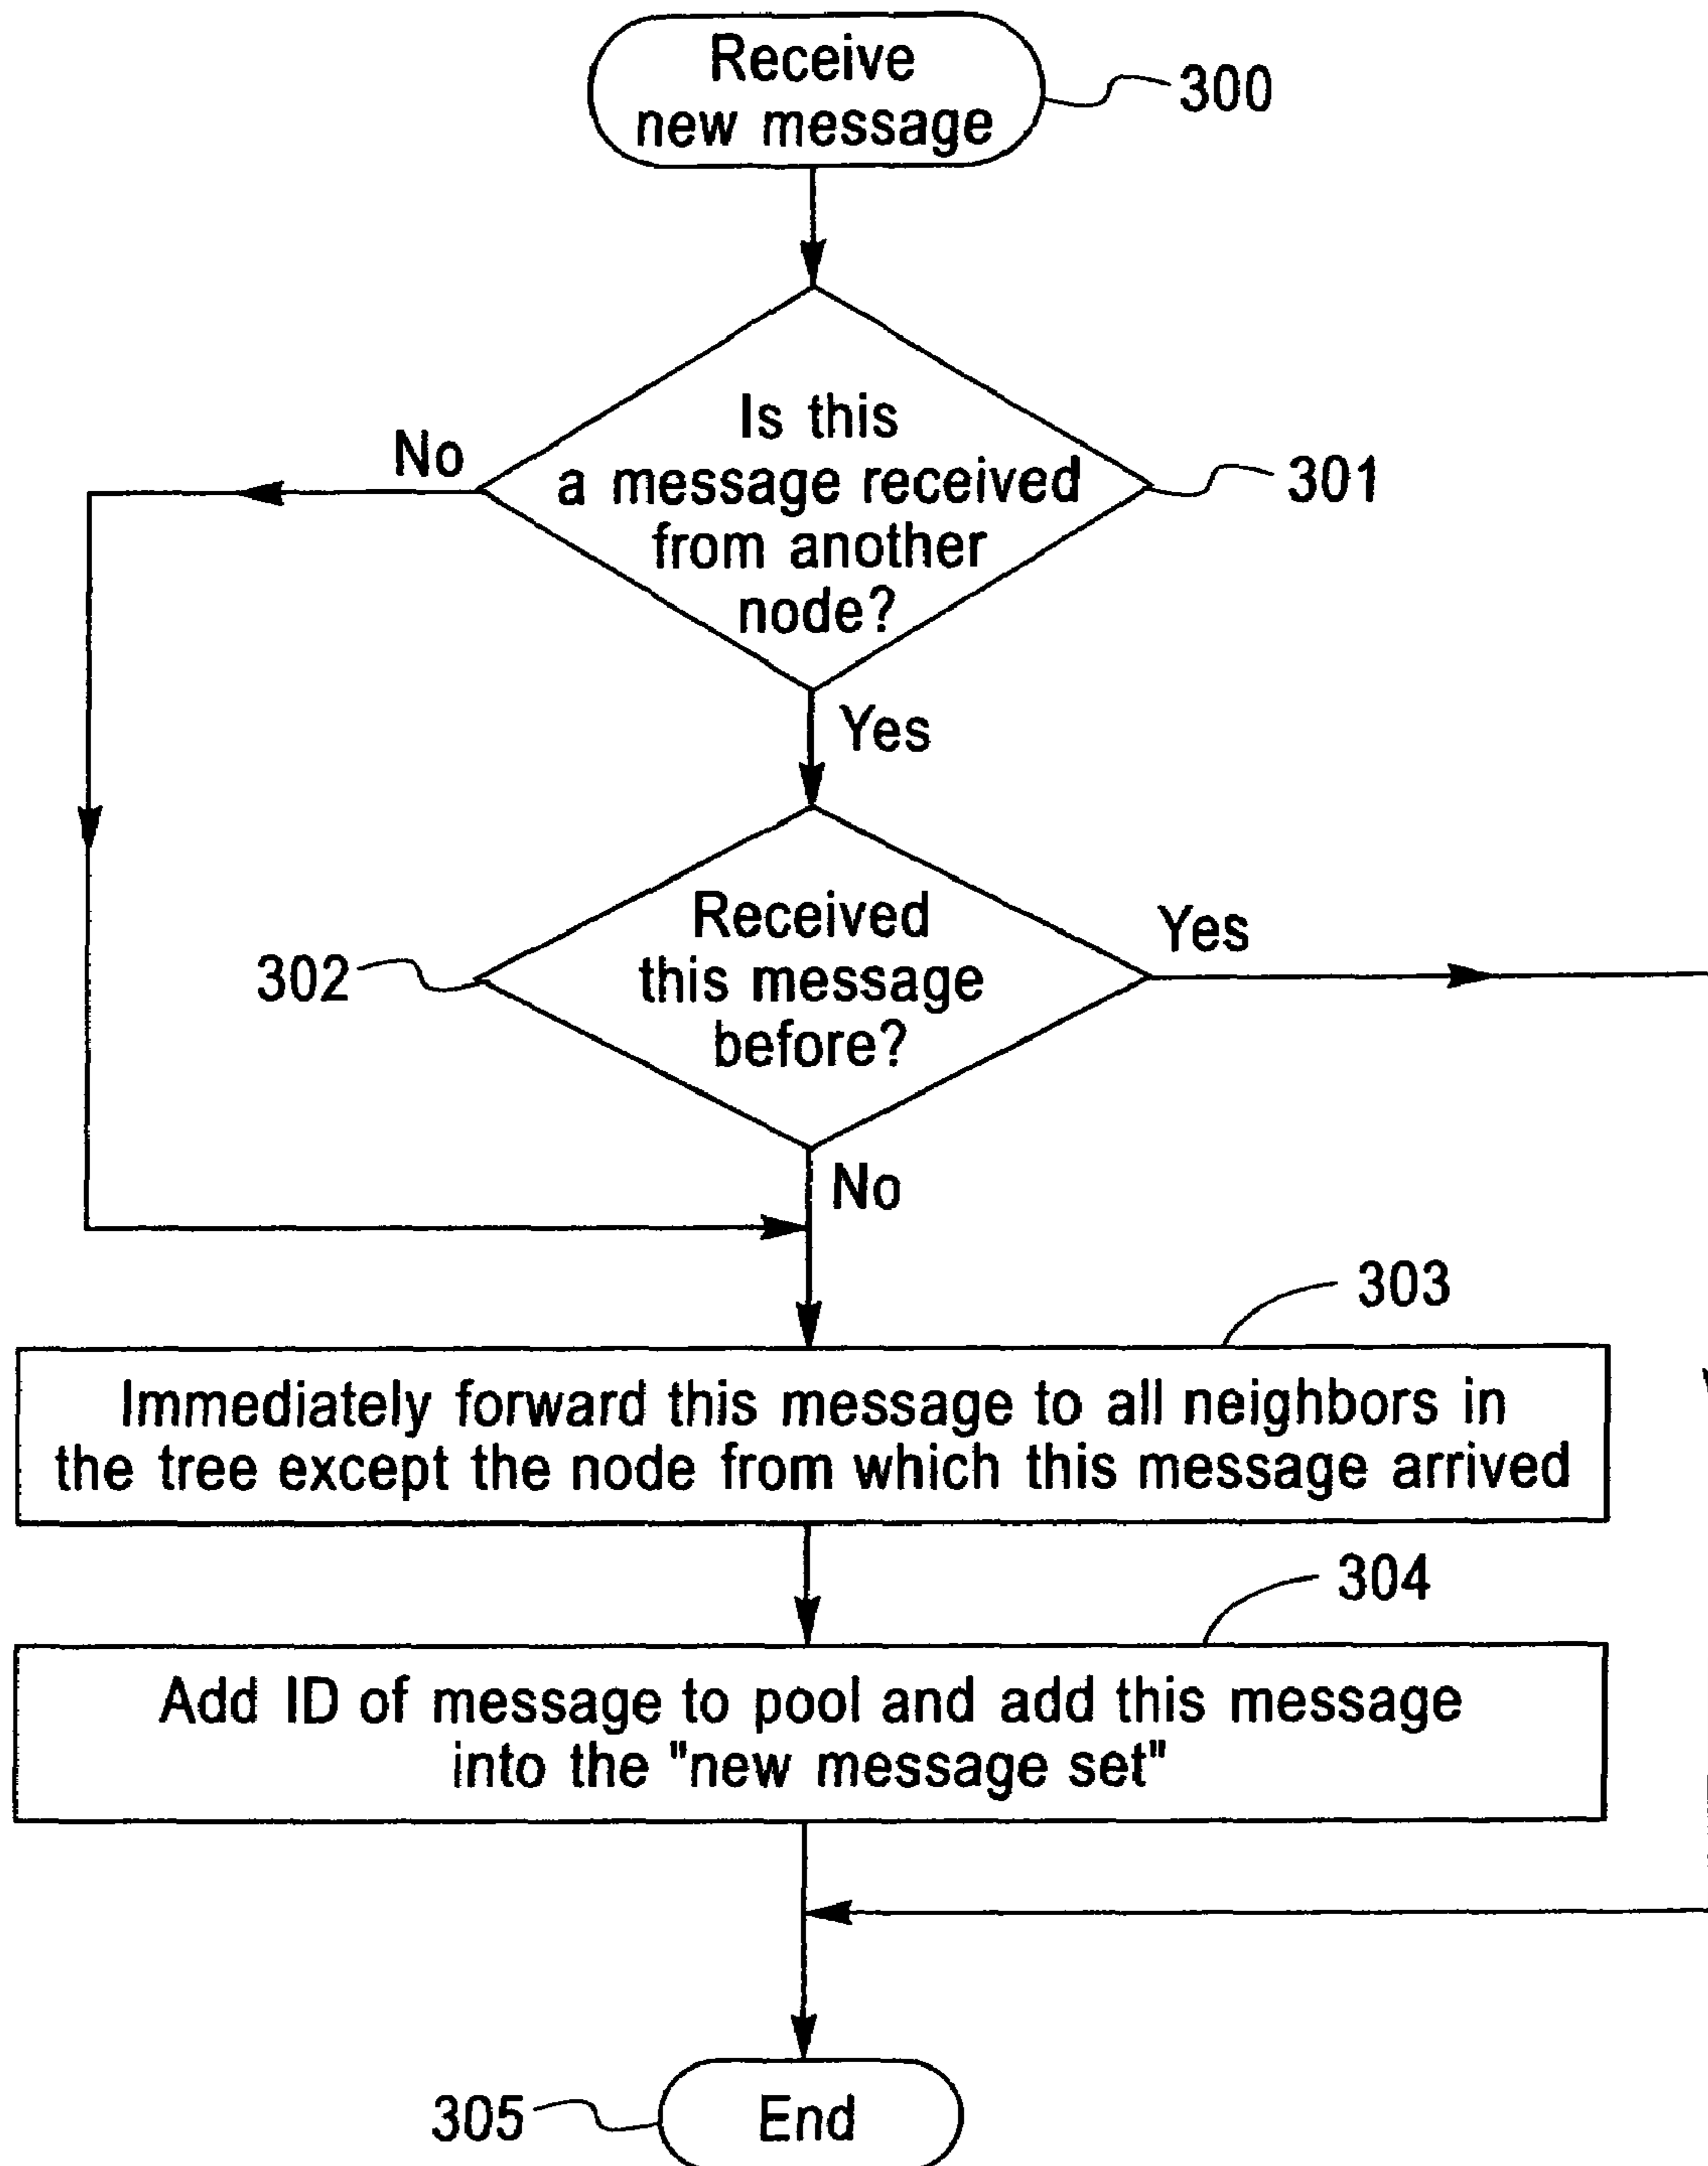 Receive
new message
300
Is this
a message received
from another
node?
301
No
Yes
Received
this message
before?
302
Yes
No
303
Immediately forward this message to all neighbors in
the tree except the node from which this message arrived
304
Add ID of message to pool and add this message
into the "new message set"
305
End